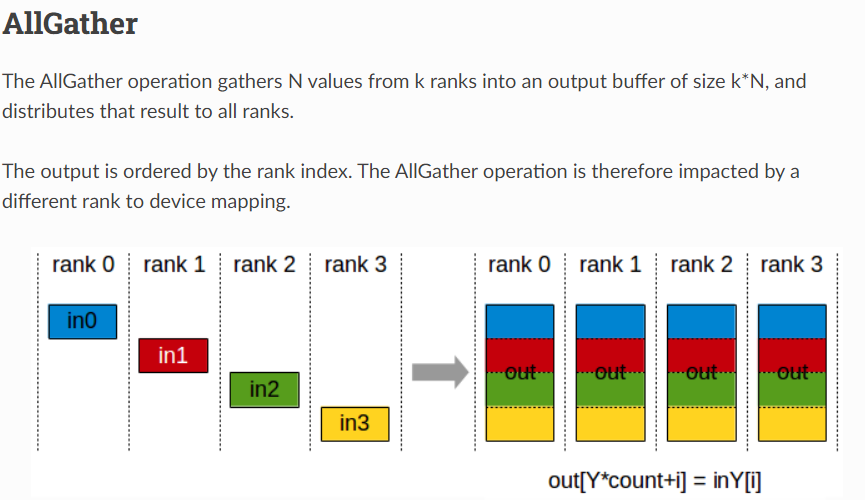 AllGather
The AllGather operation gathers N values from k ranks into an output buffer of size k*N, and
distributes that result to all ranks.
The output is ordered by the rank index. The AllGather operation is therefore impacted by a
different rank to device mapping.
rank 0 rank 1 rank 2 rank 3 rank 0 rank 1 rank 2 rank 3
in0
in1
out out out out
in2
in3
out[Y*count+i] = inY[i]